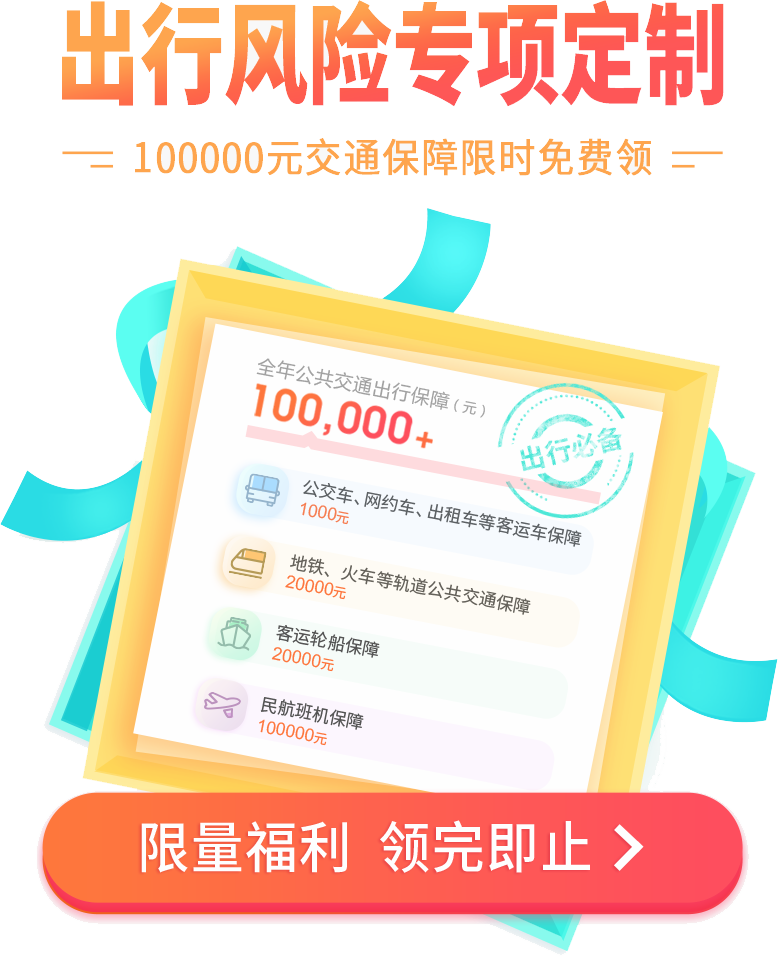 出行风险专项定制
100000元交通保障限时免费领
全年公共交通出行保障(元)
100,000+
出行必备
公交车、网约车、出租车等客运车保障
1000元
地铁、火车等轨道公共交通保障
20000元
客运轮船保障
20000元
民航班机保障
100000元
限量福利 领完即止